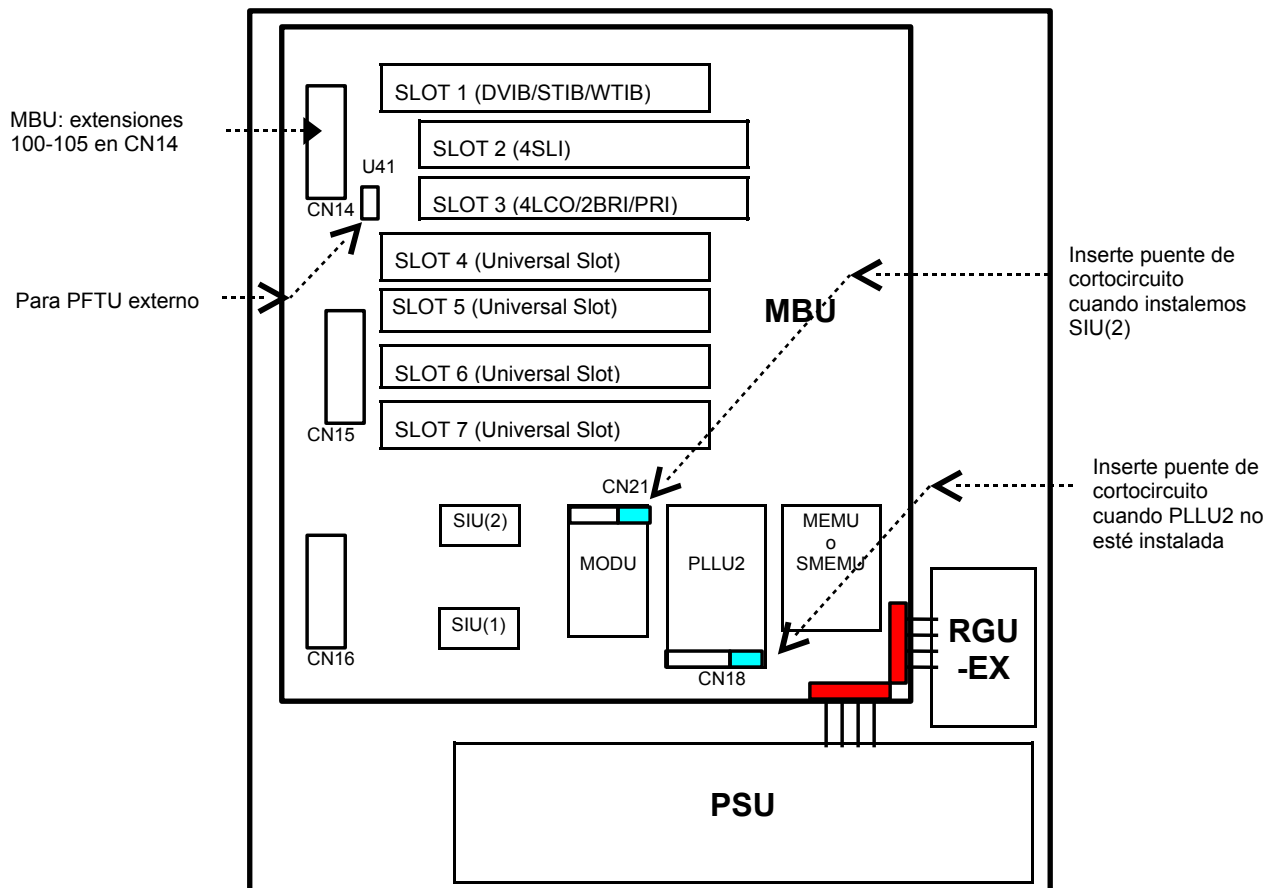 SLOT 1 (DVIB/STIB/WTIB)
MBU: extensiones
100-105 en CN14
SLOT 2 (4SLI)
U41
CN14
SLOT 3 (4LCO/2BRI/PRI)
SLOT 4 (Universal Slot)
Para PFTU externo
SLOT 5 (Universal Slot)
MBU
Inserte puente de
cortocircuito
cuando instalemos
SIU(2)
SLOT 6 (Universal Slot)
CN15
SLOT 7 (Universal Slot)
CN21
Inserte puente de
cortocircuito
cuando PLLU2 no
esté instalada
SIU(2)
MODU
PLLU2
MEMU
o
SMEMU
SIU(1)
CN16
CN18
RGU
-EX
PSU